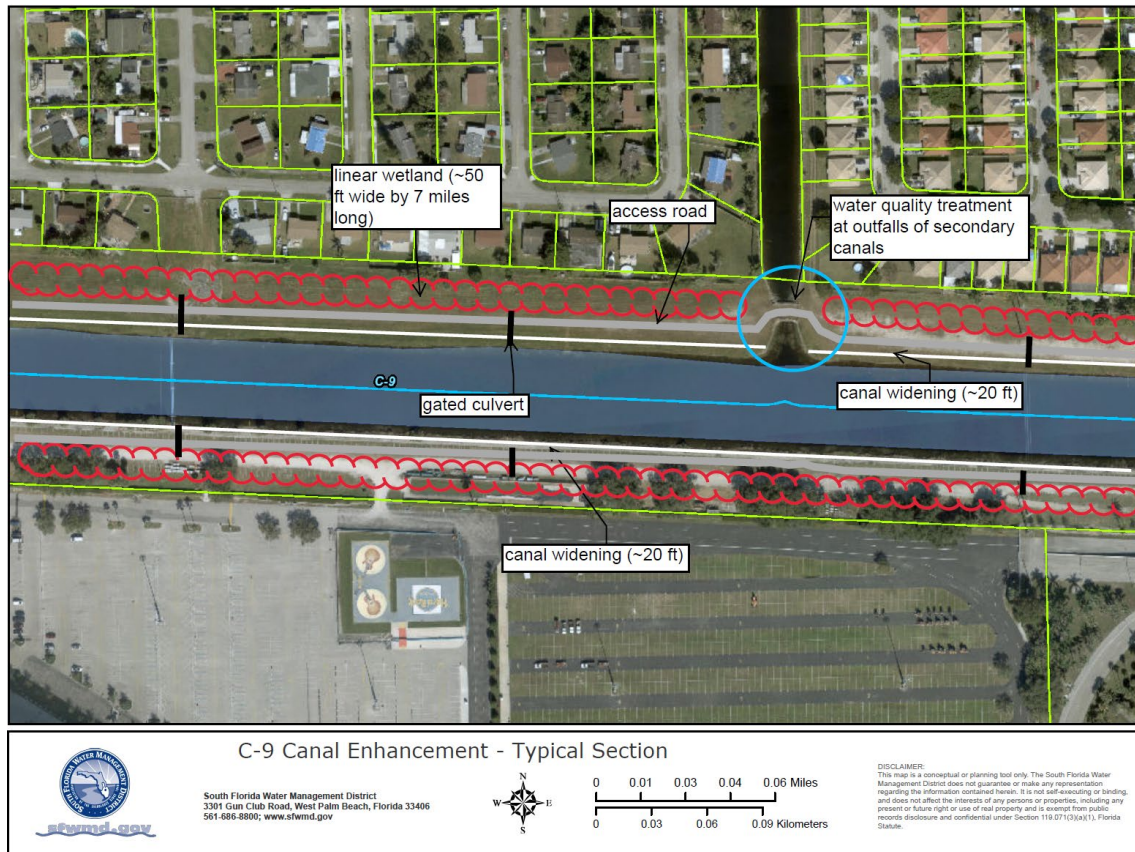 linear wetland (~50
ft wide by 7 miles
long)
access road
water quality treatment
at outfalls of secondary
canals
C-9
gated culvert
canal widening (~20 ft)
canal widening (~20 ft)
C-9 Canal Enhancement - Typical Section
SOUTH FLORIDA WATER MANAGEMENT DISTRICT
sfwmd.gov
South Florida Water Management District
3301 Gun Club Road, West Palm Beach, Florida 33406
561-686-8800; www.sfwmd.gov
N
W E
S
0 0.01 0.03 0.04 0.06 Miles
0 0.03 0.06 0.09 Kilometers
DISCLAIMER:
This map is a conceptual or planning tool only. The South Florida Water
Management District does not guarantee or make any representation
regarding the information contained herein. It is not self-executing or binding,
and does not affect the interests of any persons or properties, including any
present or future right or use of real property and is exempt from public
records disclosure and confidential under Section 119.071(3)(a)(1), Florida
Statute.